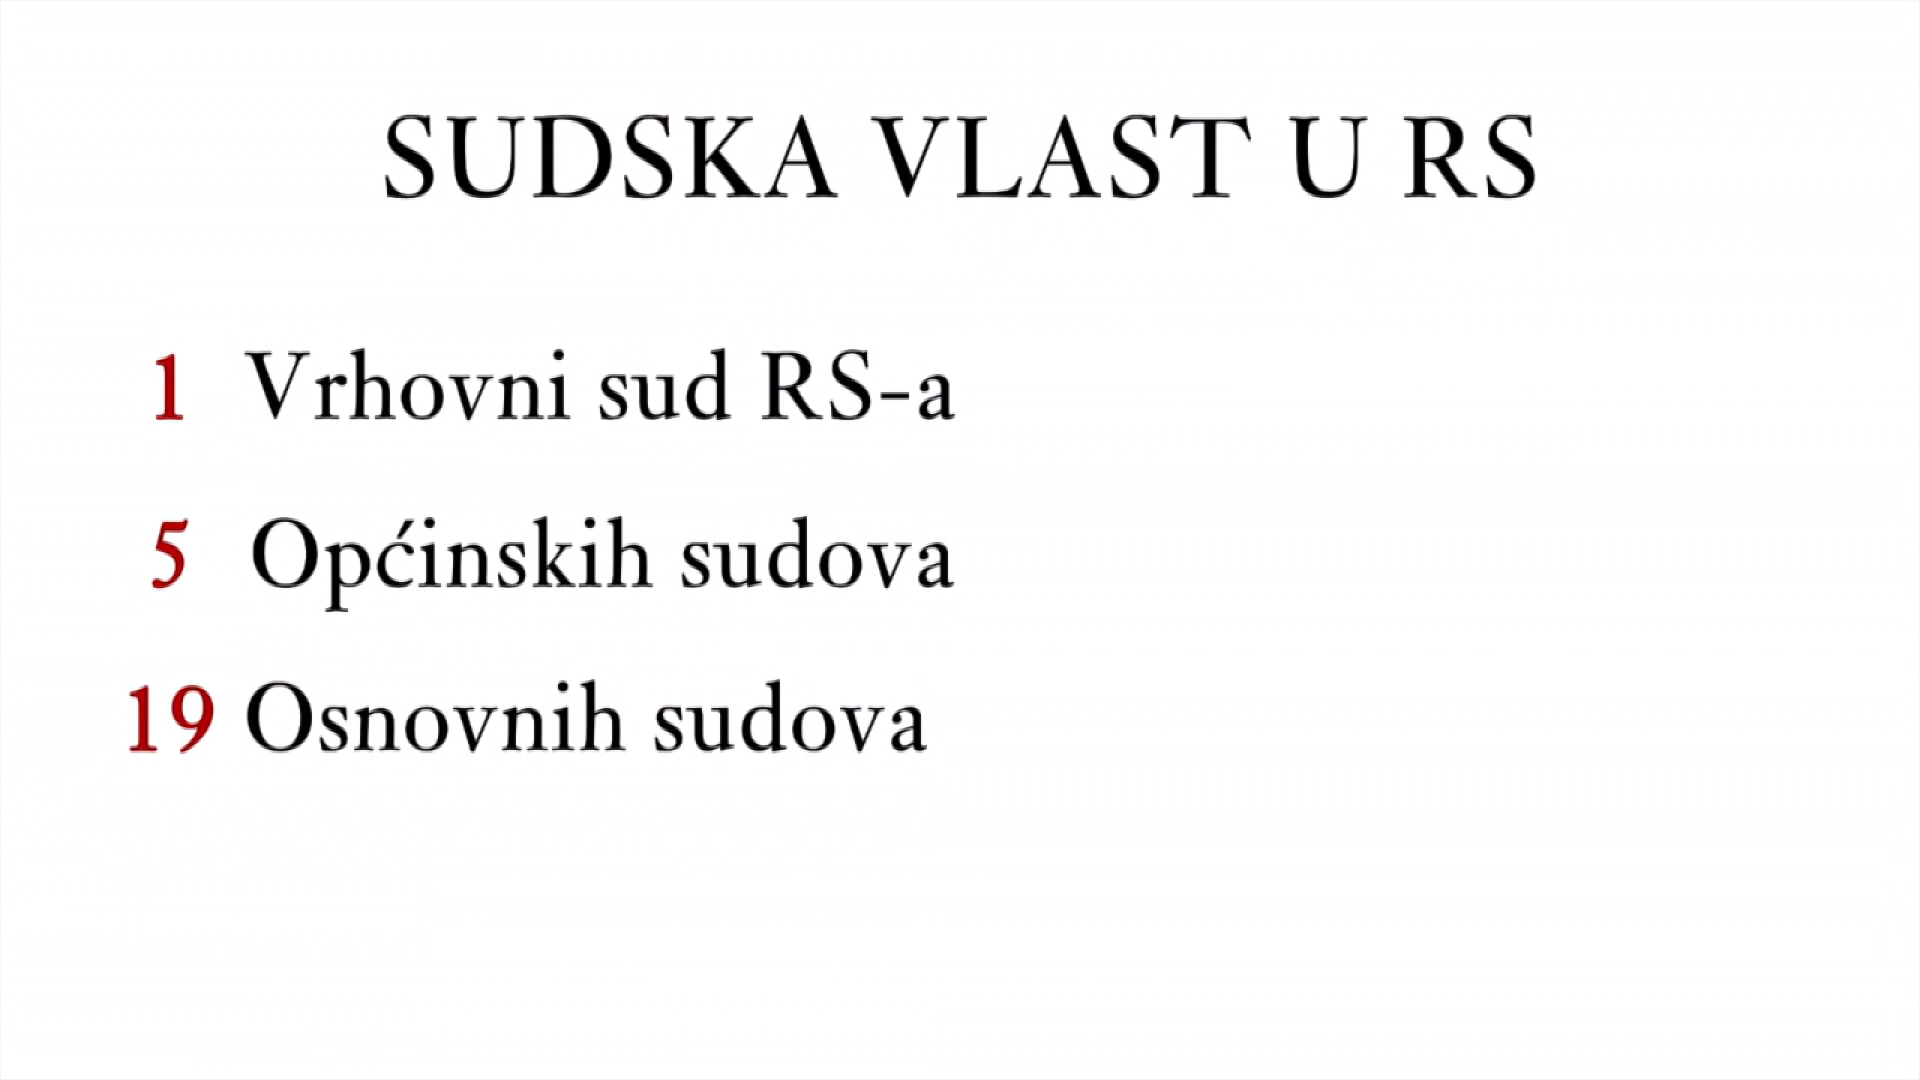 SUDSKA VLAST U RS
1 Vrhovni sud RS-a
5 Općinskih sudova
19 Osnovnih sudova